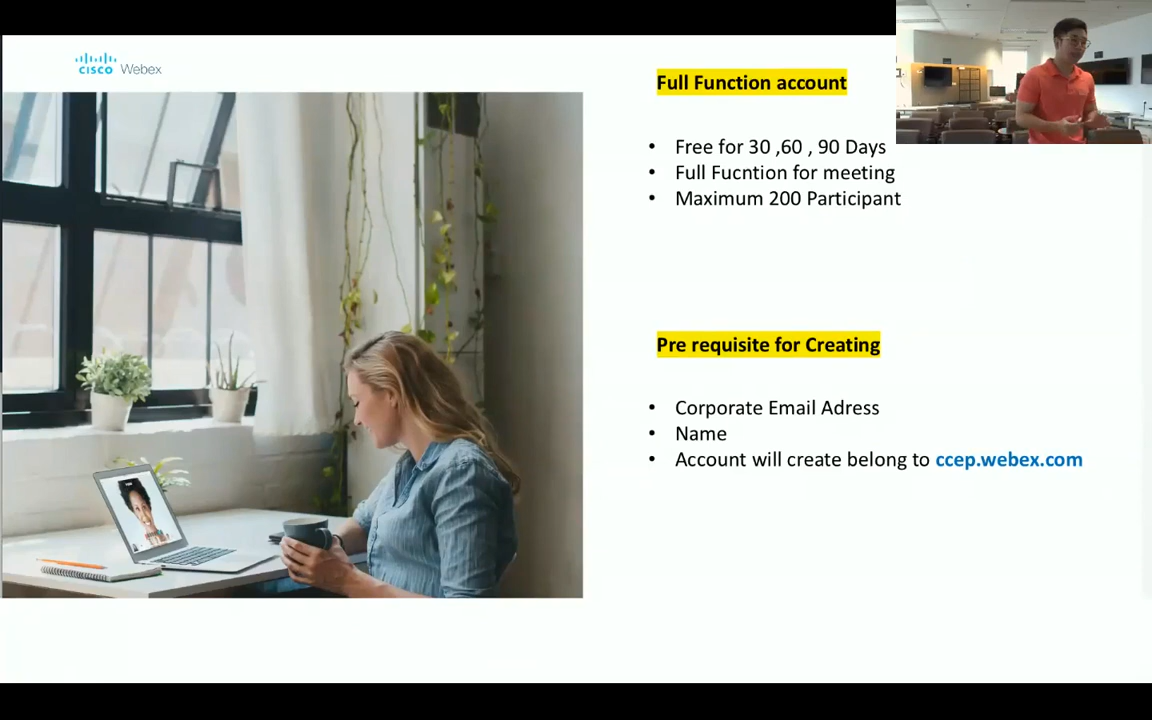 CISCO Webex
Full Function account
• Free for 30 ,60 , 90 Days
• Full Fucntion for meeting
• Maximum 200 Participant
Pre requisite for Creating
• Corporate Email Adress
• Name
• Account will create belong to ccep.webex.com